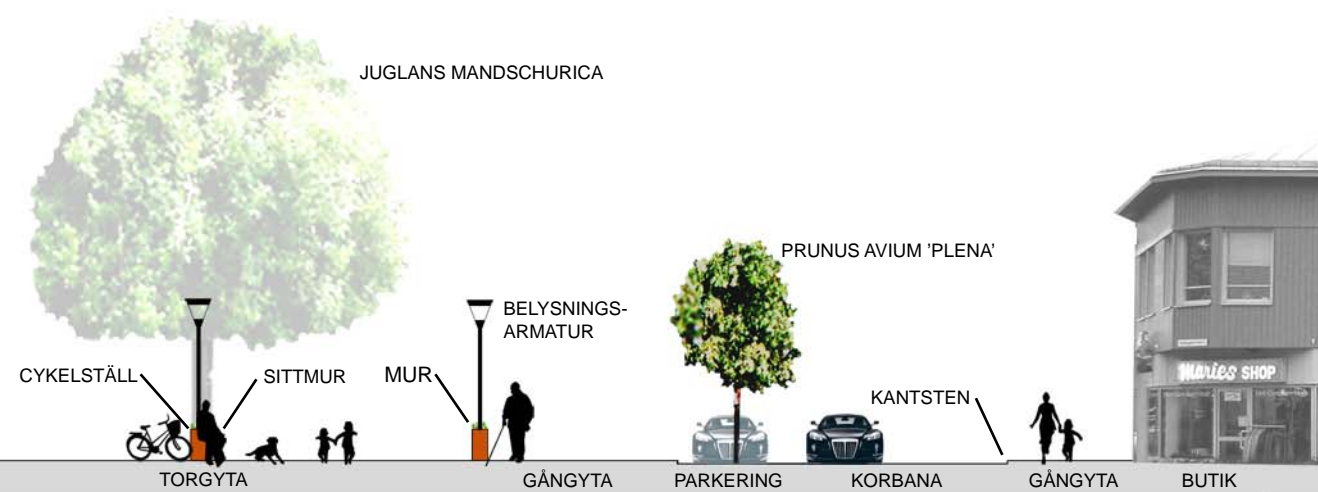 JUGLANS MANDSCHURICA
PRUNUS AVIUM 'PLENA'
BELYSNINGS-
ARMATUR
CYKELSTÄLL
SITTMUR
MUR
KANTSTEN
Maries SHOP
TORGYTA
GÅNGYTA
PARKERING
KORBANA
GÅNGYTA
BUTIK